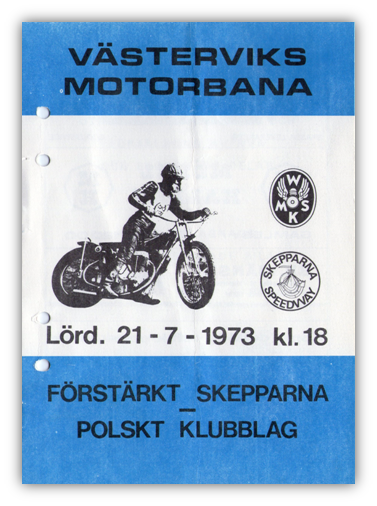 VÄSTERVIKS
MOTORBANA
WMSK
SKEPPARNA
SPEEDWAY
Lörd. 21-7-1973 kl.18
FÖRSTÄRKT SKEPPARNA
–
POLSKT KLUBBLAG